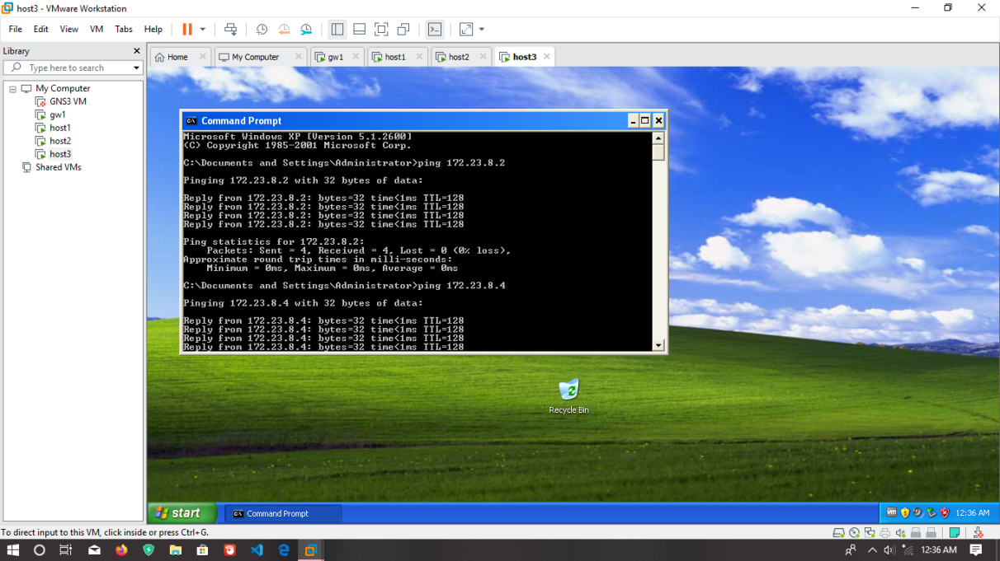 host3 - VMware Workstation
File Edit View VM Tabs Help
Library
Type here to search
Home My Computer gw1 host1 host2 host3
My Computer
GNS3 VM
gw1
host1
host2
host3
Shared VMs
Command Prompt
Microsoft Windows XP [Version 5.1.2600]
(C) Copyright 1985-2001 Microsoft Corp.
C:\Documents and Settings\Administrator>ping 172.23.8.2
Pinging 172.23.8.2 with 32 bytes of data:
Reply from 172.23.8.2: bytes=32 time<1ms TTL=128
Reply from 172.23.8.2: bytes=32 time<1ms TTL=128
Reply from 172.23.8.2: bytes=32 time<1ms TTL=128
Reply from 172.23.8.2: bytes=32 time<1ms TTL=128
Ping statistics for 172.23.8.2:
Packets: Sent = 4, Received = 4, Lost = 0 (0% loss),
Approximate round trip times in milli-seconds:
Minimum = 0ms, Maximum = 0ms, Average = 0ms
C:\Documents and Settings\Administrator>ping 172.23.8.4
Pinging 172.23.8.4 with 32 bytes of data:
Reply from 172.23.8.4: bytes=32 time<1ms TTL=128
Reply from 172.23.8.4: bytes=32 time<1ms TTL=128
Reply from 172.23.8.4: bytes=32 time<1ms TTL=128
Reply from 172.23.8.4: bytes=32 time<1ms TTL=128
Recycle Bin
start Command Prompt 12:36 AM
To direct input to this VM, click inside or press Ctrl+G.
12:36 AM